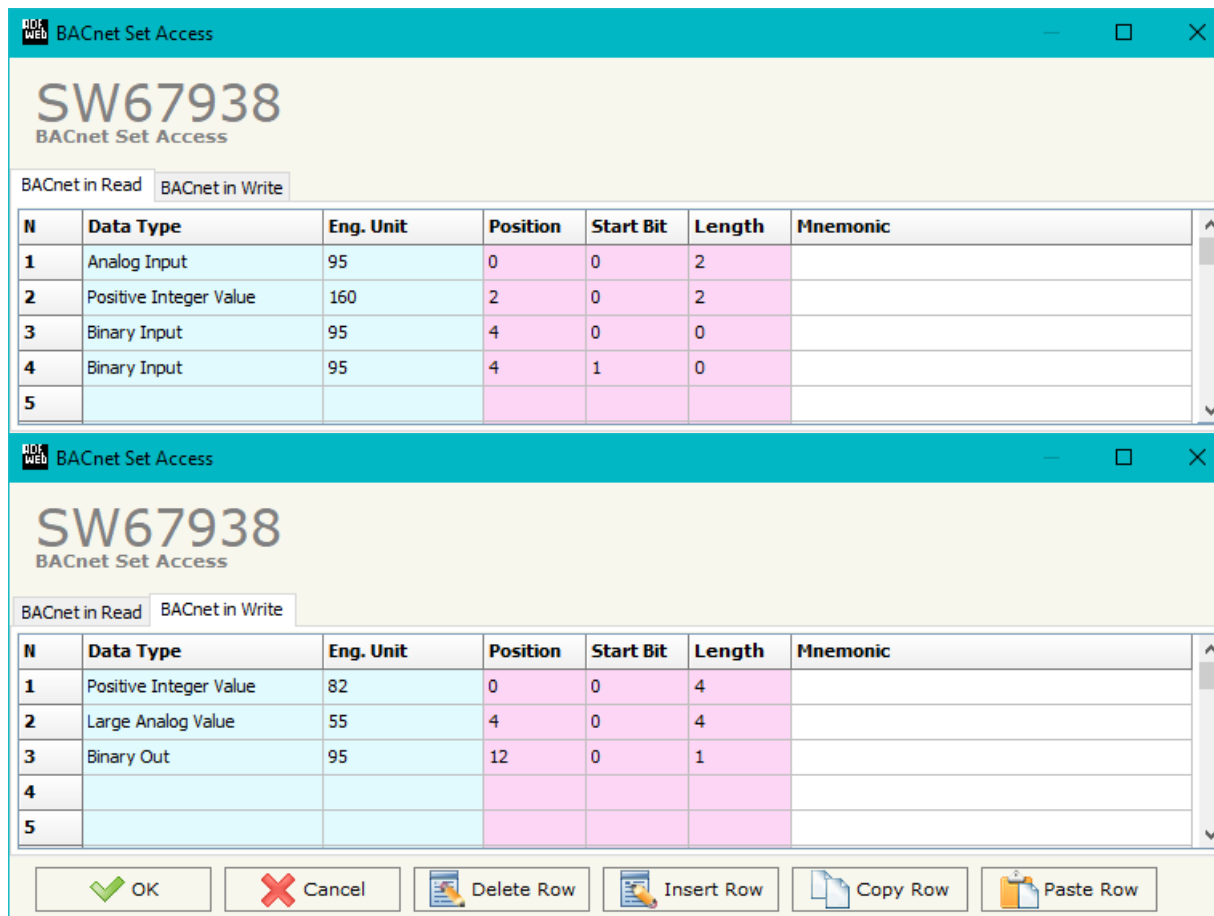 ADF WEB BACnet Set Access
SW67938
BACnet Set Access
BACnet in Read BACnet in Write
N Data Type Eng. Unit Position Start Bit Length Mnemonic
1 Analog Input 95 0 0 2
2 Positive Integer Value 160 2 0 2
3 Binary Input 95 4 0 0
4 Binary Input 95 4 1 0
5
ADF WEB BACnet Set Access
SW67938
BACnet Set Access
BACnet in Read BACnet in Write
N Data Type Eng. Unit Position Start Bit Length Mnemonic
1 Positive Integer Value 82 0 0 4
2 Large Analog Value 55 4 0 4
3 Binary Out 95 12 0 1
4
5
OK Cancel Delete Row Insert Row Copy Row Paste Row